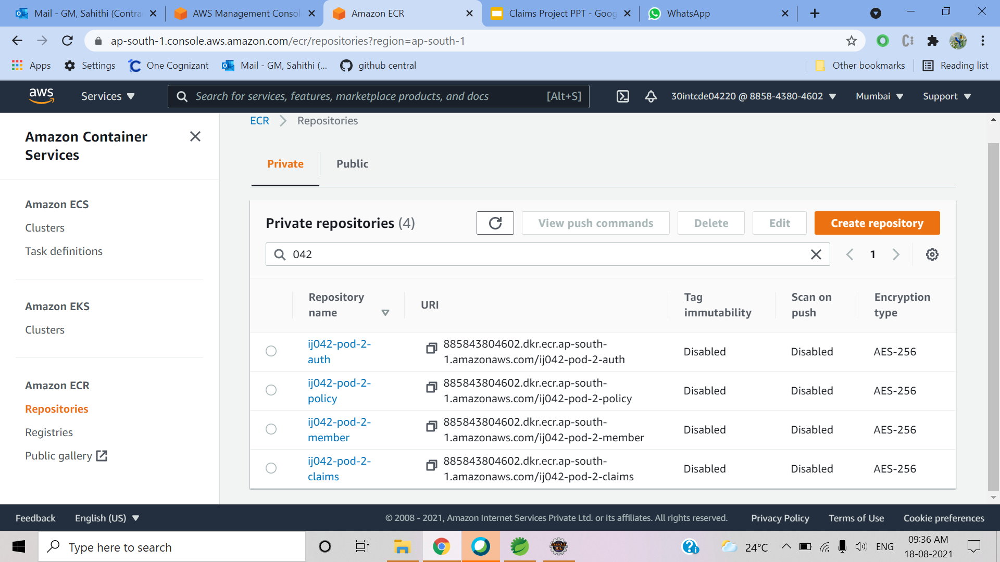 Mail - GM, Sahithi (Contra
AWS Management Consol
Amazon ECR
Claims Project PPT - Goog
WhatsApp
ap-south-1.console.aws.amazon.com/ecr/repositories?region=ap-south-1
Apps
Settings
One Cognizant
Mail - GM, Sahithi (...
github central
Other bookmarks
Reading list
aws
Services
Search for services, features, marketplace products, and docs
[Alt+S]
30intcde04220 @ 8858-4380-4602
Mumbai
Support
Amazon Container
Services
Amazon ECS
Clusters
Task definitions
Amazon EKS
Clusters
Amazon ECR
Repositories
Registries
Public gallery
ECR
Repositories
Private
Public
Private repositories (4)
View push commands
Delete
Edit
Create repository
042
1
Repository
name
URI
Tag
immutability
Scan on
push
Encryption
type
ij042-pod-2-
auth
885843804602.dkr.ecr.ap-south-
1.amazonaws.com/ij042-pod-2-auth
Disabled
Disabled
AES-256
ij042-pod-2-
policy
885843804602.dkr.ecr.ap-south-
1.amazonaws.com/ij042-pod-2-policy
Disabled
Disabled
AES-256
ij042-pod-2-
member
885843804602.dkr.ecr.ap-south-
1.amazonaws.com/ij042-pod-2-member
Disabled
Disabled
AES-256
ij042-pod-2-
claims
885843804602.dkr.ecr.ap-south-
1.amazonaws.com/ij042-pod-2-claims
Disabled
Disabled
AES-256
Feedback
English (US)
© 2008 - 2021, Amazon Internet Services Private Ltd. or its affiliates. All rights reserved.
Privacy Policy
Terms of Use
Cookie preferences
Type here to search
Java EE
IDE
24°C
ENG
09:36 AM
18-08-2021